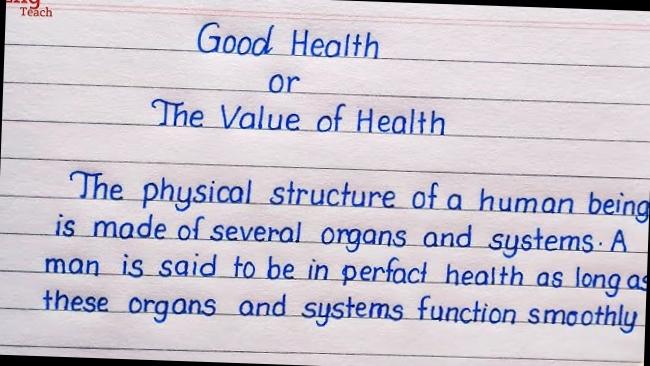 Teach
Good Health
or
The Value of Health
The physical structure of a human being
is made of several organs and systems. A
man is said to be in perfact health as long as
these organs and systems function smoothly